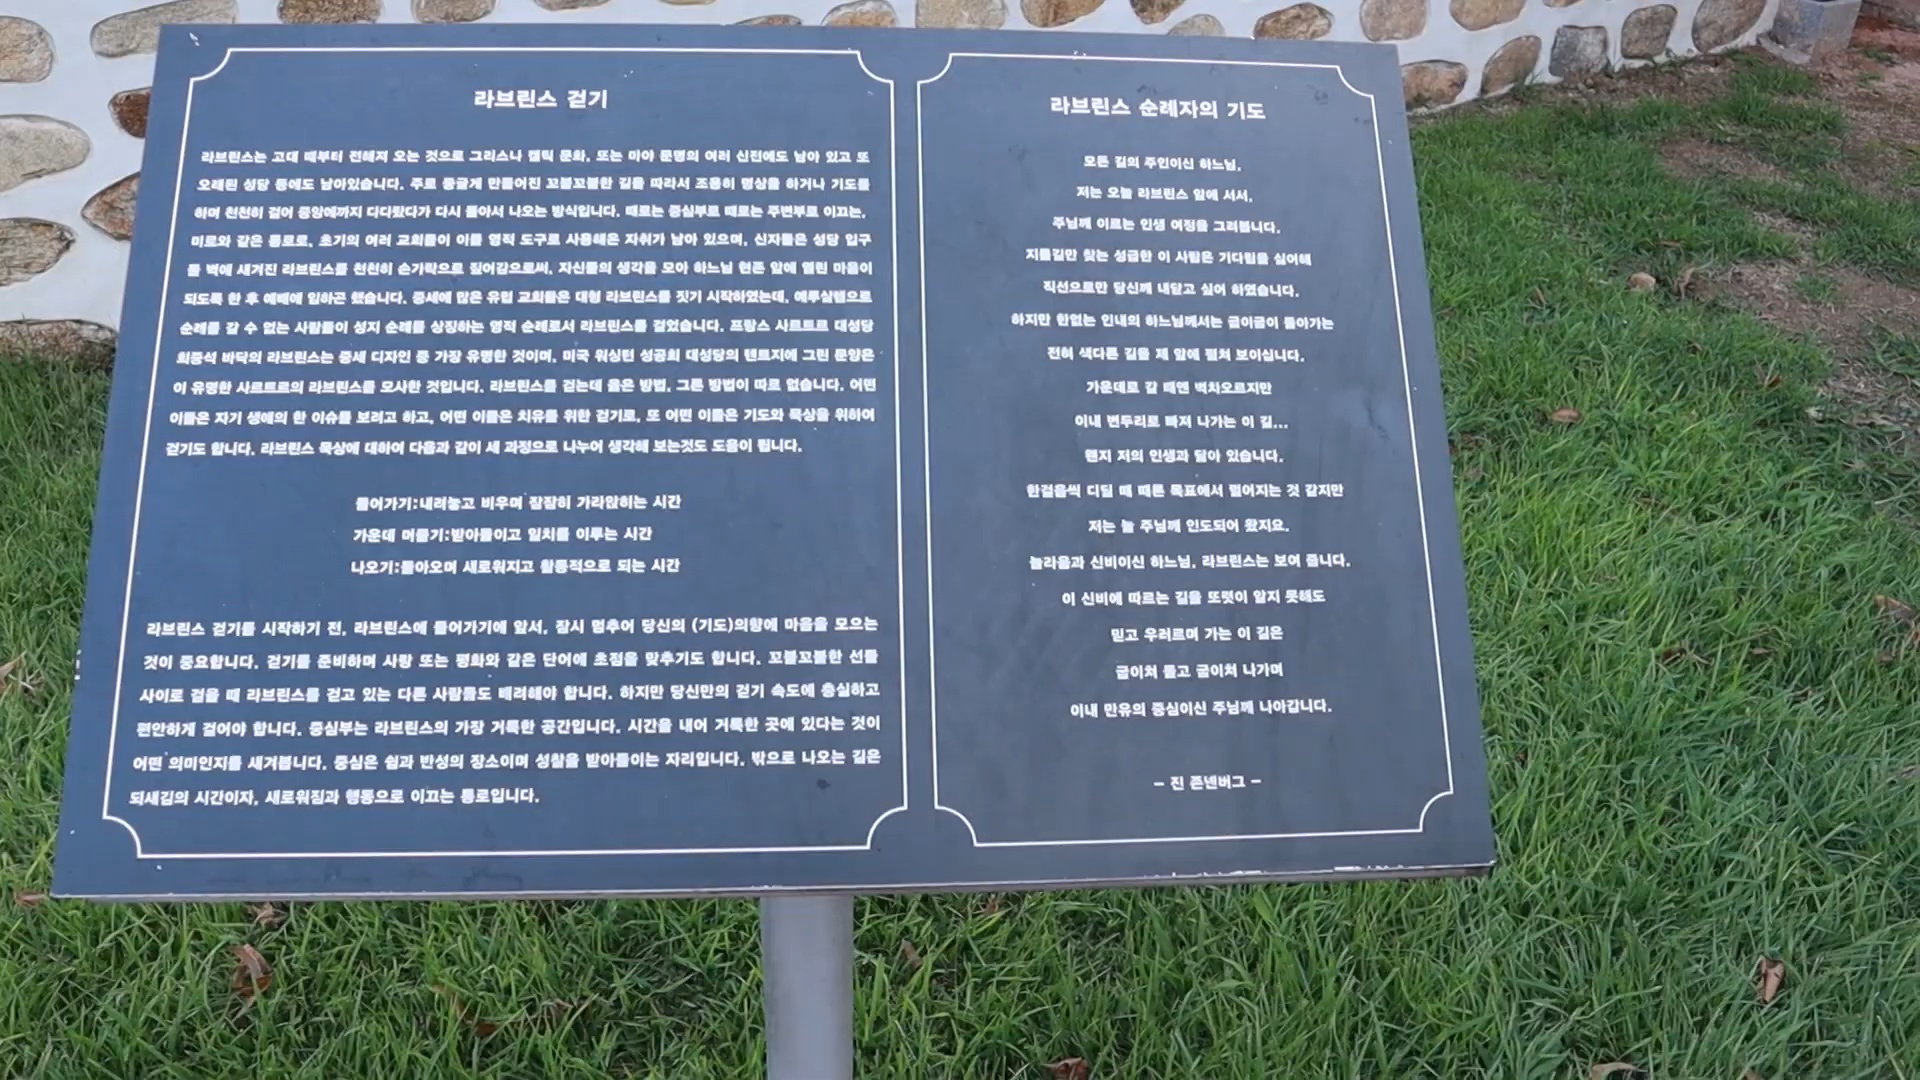 라브린스 걷기
라브린스는 고대 때부터 전해져 오는 것으로 그리스나 켈틱 문화, 또는 마야 문명의 여러 신전에도 남아 있고 또
오래된 성당 등에도 남아있습니다. 주로 둥글게 만들어진 꼬불꼬불한 길을 따라서 조용히 명상을 하거나 기도를
하며 천천히 걸어 중앙에까지 다다랐다가 다시 돌아서 나오는 방식입니다. 때로는 중심부로 때로는 주변부로 이끄는,
미로와 같은 통로로, 초기의 여러 교회들이 이를 영적 도구로 사용해온 자취가 남아 있으며, 신자들은 성당 입구
돌 벽에 새겨진 라브린스를 천천히 손가락으로 짚어감으로써, 자신들의 생각을 모아 하느님 현존 앞에 열린 마음이
되도록 한 후 예배에 임하곤 했습니다. 중세에 많은 유럽 교회들은 대형 라브린스를 짓기 시작하였는데, 예루살렘으로
순례를 갈 수 없는 사람들이 성지 순례를 상징하는 영적 순례로서 라브린스를 걸었습니다. 프랑스 샤르트르 대성당
회중석 바닥의 라브린스는 중세 디자인 중 가장 유명한 것이며, 미국 워싱턴 성공회 대성당의 텐트지에 그린 문양은
이 유명한 샤르트르의 라브린스를 모사한 것입니다. 라브린스를 걷는데 옳은 방법, 그른 방법이 따로 없습니다. 어떤
이들은 자기 생애의 한 이슈를 보려고 하고, 어떤 이들은 치유를 위한 걷기로, 또 어떤 이들은 기도와 묵상을 위하여
걷기도 합니다. 라브린스 묵상에 대하여 다음과 같이 세 과정으로 나누어 생각해 보는것도 도움이 됩니다.
들어가기:내려놓고 비우며 잠잠히 가라앉히는 시간
가운데 머물기:받아들이고 일치를 이루는 시간
나오기:돌아오며 새로워지고 활동적으로 되는 시간
라브린스 걷기를 시작하기 전, 라브린스에 들어가기에 앞서, 잠시 멈추어 당신의 (기도)의향에 마음을 모으는
것이 중요합니다. 걷기를 준비하며 사랑 또는 평화와 같은 단어에 초점을 맞추기도 합니다. 꼬불꼬불한 선들
사이로 걸을 때 라브린스를 걷고 있는 다른 사람들도 배려해야 합니다. 하지만 당신만의 걷기 속도에 충실하고
편안하게 걸어야 합니다. 중심부는 라브린스의 가장 거룩한 공간입니다. 시간을 내어 거룩한 곳에 있다는 것이
어떤 의미인지를 새겨봅니다. 중심은 쉼과 반성의 장소이며 성찰을 받아들이는 자리입니다. 밖으로 나오는 길은
되새김의 시간이자, 새로워짐과 행동으로 이끄는 통로입니다.
라브린스 순례자의 기도
모든 길의 주인이신 하느님,
저는 오늘 라브린스 앞에 서서,
주님께 이르는 인생 여정을 그려봅니다.
지름길만 찾는 성급한 이 사람은 기다림을 싫어해
직선으로만 당신께 내닫고 싶어 하였습니다.
하지만 한없는 인내의 하느님께서는 굽이굽이 돌아가는
전혀 색다른 길을 제 앞에 펼쳐 보이십니다.
가운데로 갈 때엔 벅차오르지만
이내 변두리로 빠져 나가는 이 길...
웬지 저의 인생과 닮아 있습니다.
한걸음씩 디딜 때 때론 목표에서 멀어지는 것 같지만
저는 늘 주님께 인도되어 왔지요.
놀라움과 신비이신 하느님, 라브린스는 보여 줍니다.
이 신비에 따르는 길을 또렷이 알지 못해도
믿고 우러르며 가는 이 길은
굽이쳐 돌고 굽이쳐 나가며
이내 만유의 중심이신 주님께 나아갑니다.
– 진 존넨버그 –